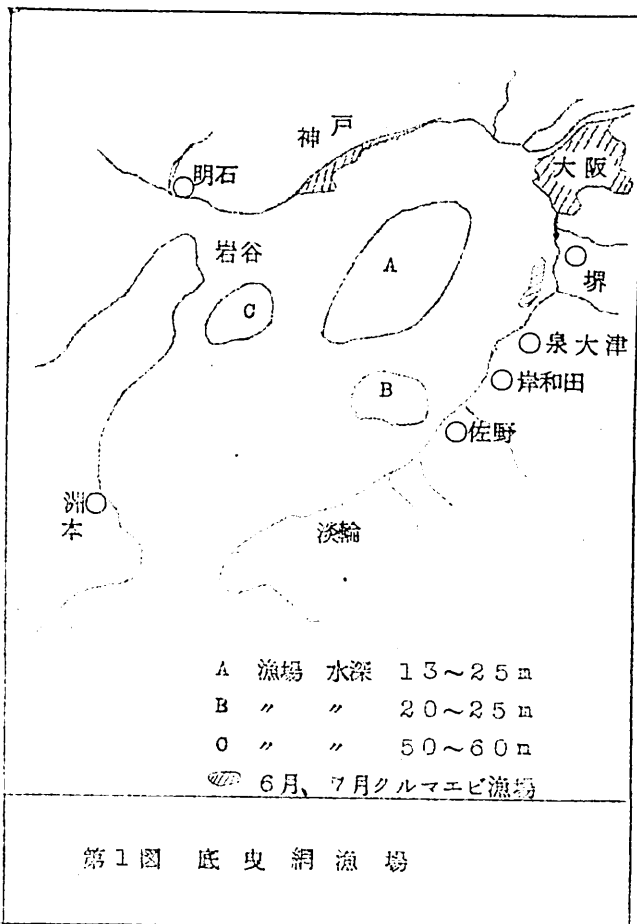 神戸
大阪
明石
岩谷
A
堺
C
泉大津
B
岸和田
佐野
洲本
淡輪
A 漁場 水深 13～25m
B 〃 〃 20～25m
C 〃 〃 50～60m
6月、7月クルマエビ漁場
第1図 底曳網漁場